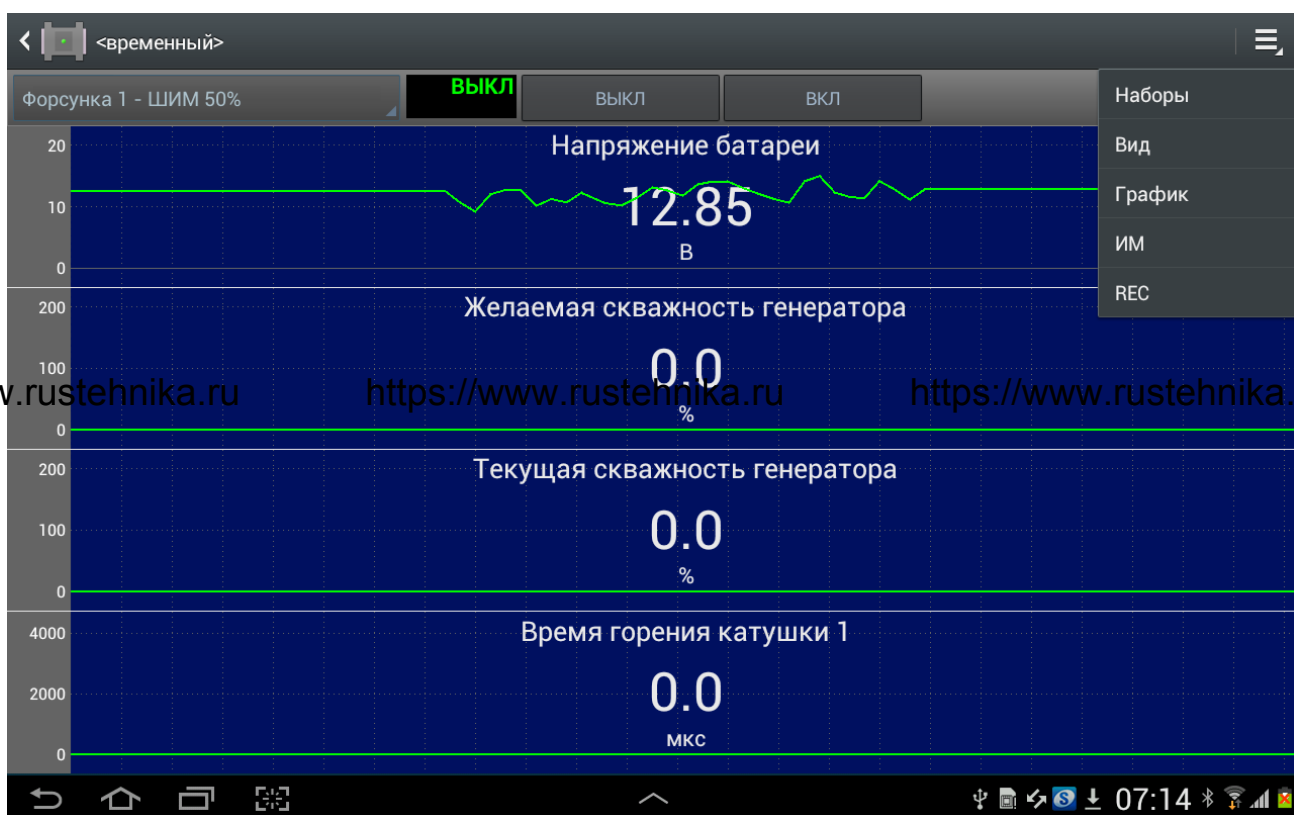 <временный>
Форсунка 1 - ШИМ 50%
ВЫКЛ
ВЫКЛ
ВКЛ
Наборы
Вид
График
ИМ
REC
Напряжение батареи
20
10
0
12.85
В
Желаемая скважность генератора
200
100
0
0.0
%
w.rustehnika.ru https://www.rustehnika.ru https://www.rustehnika.
Текущая скважность генератора
200
100
0
0.0
%
Время горения катушки 1
4000
2000
0
0.0
мкс
07:14